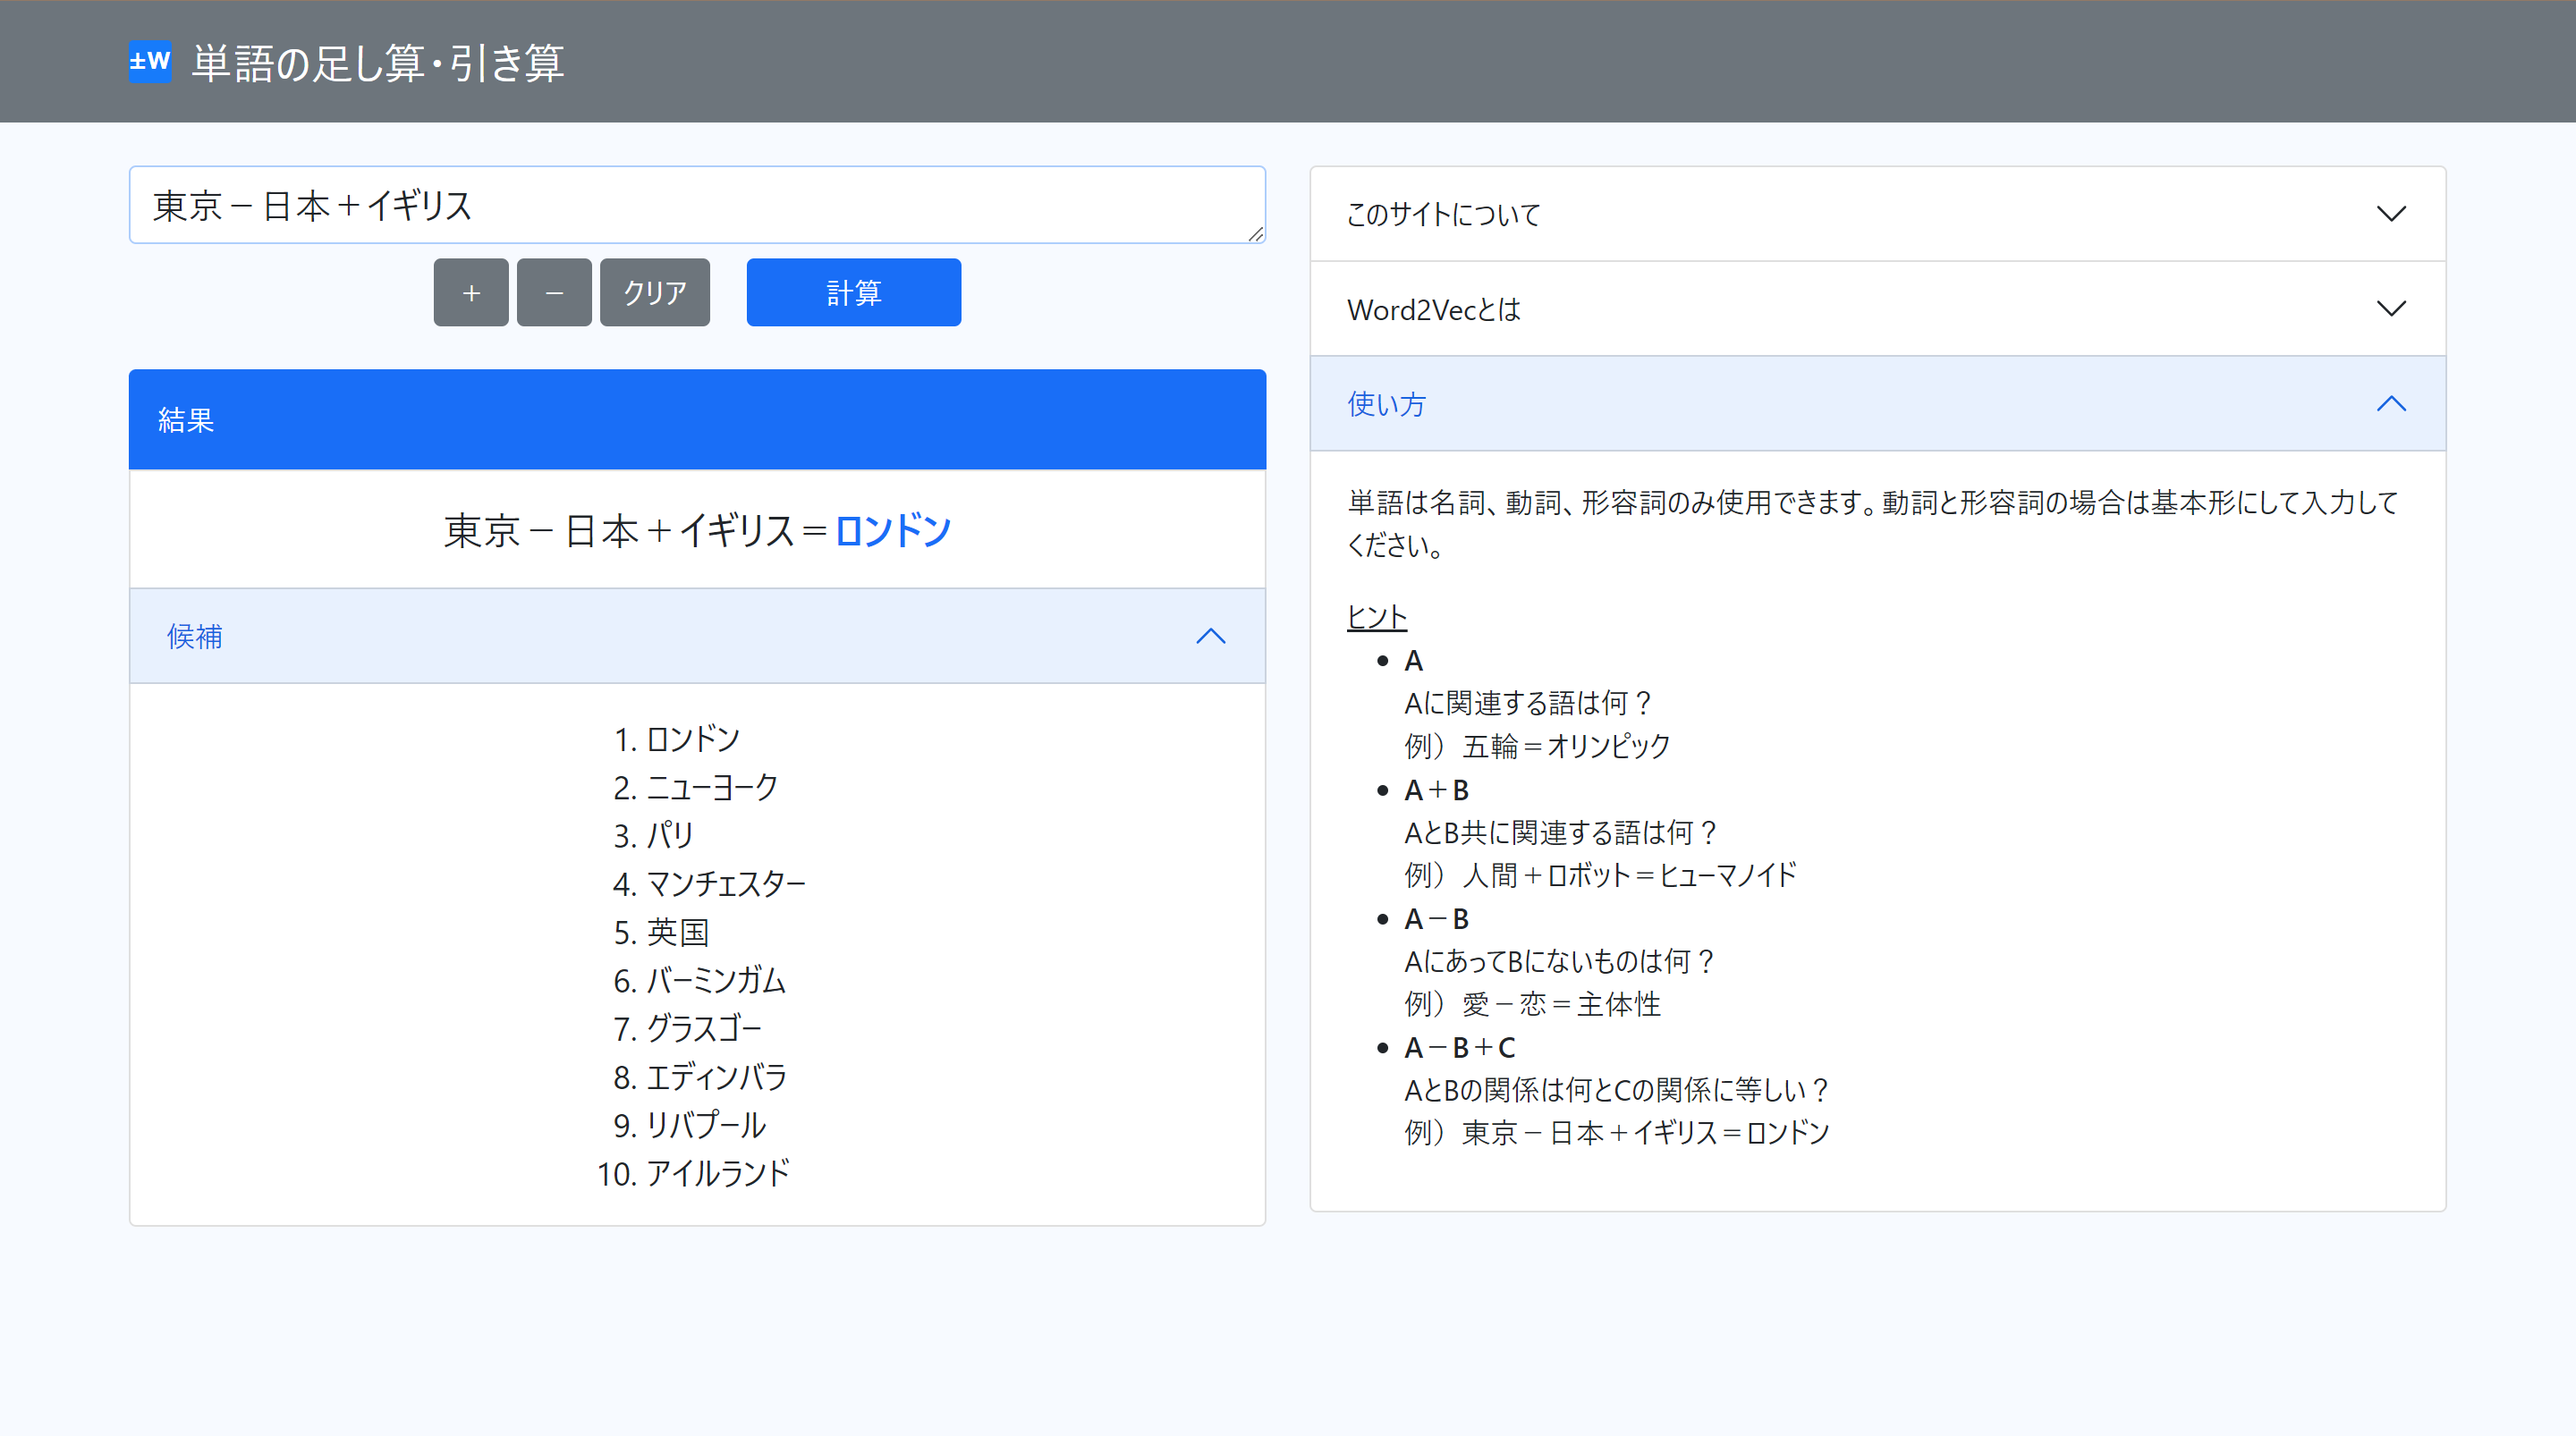 ±W 単語の足し算・引き算
東京－日本＋イギリス
＋ － クリア 計算
結果
東京－日本＋イギリス＝ロンドン
候補
1. ロンドン
2. ニューヨーク
3. パリ
4. マンチェスター
5. 英国
6. バーミンガム
7. グラスゴー
8. エディンバラ
9. リバプール
10. アイルランド
このサイトについて
Word2Vecとは
使い方
単語は名詞、動詞、形容詞のみ使用できます。動詞と形容詞の場合は基本形にして入力して
ください。
ヒント
• A
Aに関連する語は何？
例）五輪＝オリンピック
• A＋B
AとB共に関連する語は何？
例）人間＋ロボット＝ヒューマノイド
• A－B
AにあってBにないものは何？
例）愛－恋＝主体性
• A－B＋C
AとBの関係は何とCの関係に等しい？
例）東京－日本＋イギリス＝ロンドン